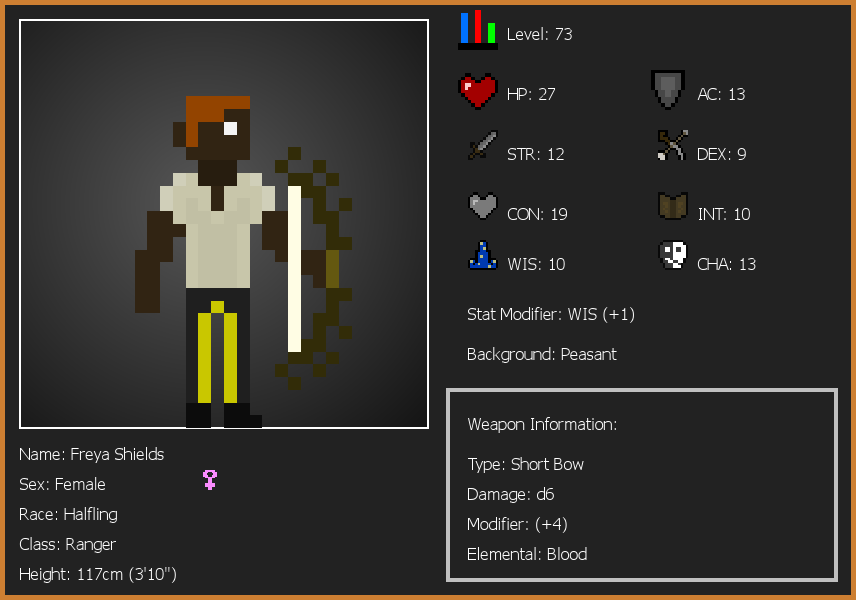 Level: 73
HP: 27
AC: 13
STR: 12
DEX: 9
CON: 19
INT: 10
WIS: 10
CHA: 13
Stat Modifier: WIS (+1)
Background: Peasant
Weapon Information:
Type: Short Bow
Damage: d6
Modifier: (+4)
Elemental: Blood
Name: Freya Shields
Sex: Female
Race: Halfling
Class: Ranger
Height: 117cm (3'10")